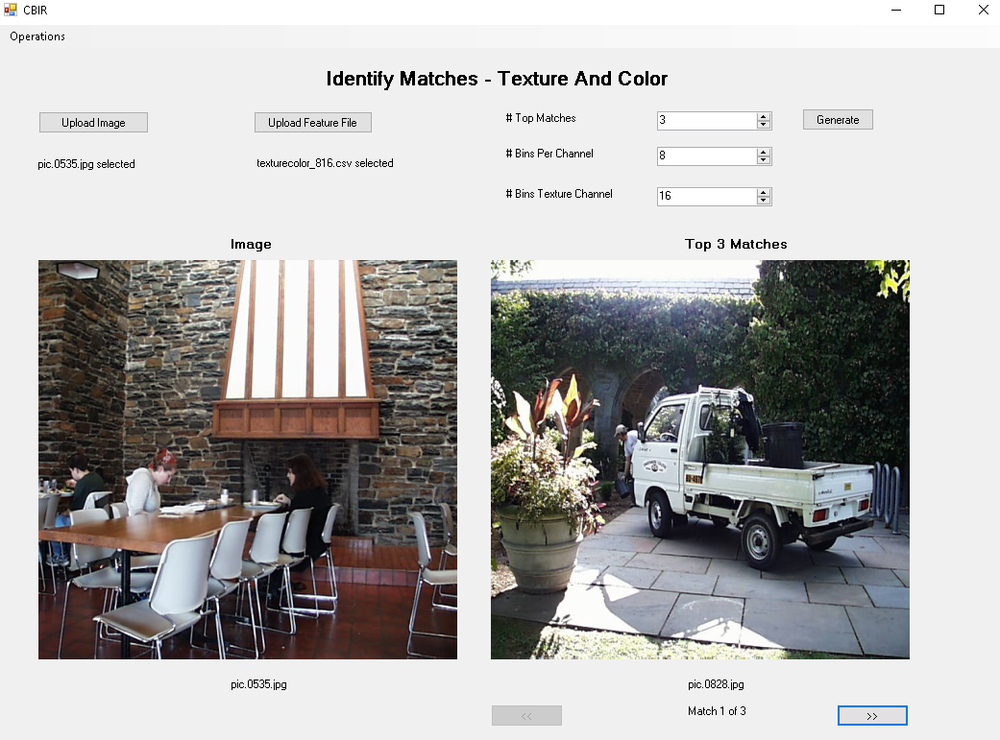 CBIR
Operations
Identify Matches - Texture And Color
Upload Image
Upload Feature File
# Top Matches
3
Generate
pic.0535.jpg selected
texturecolor_816.csv selected
# Bins Per Channel
8
# Bins Texture Channel
16
Image
Top 3 Matches
pic.0535.jpg
pic.0828.jpg
<<
Match 1 of 3
>>